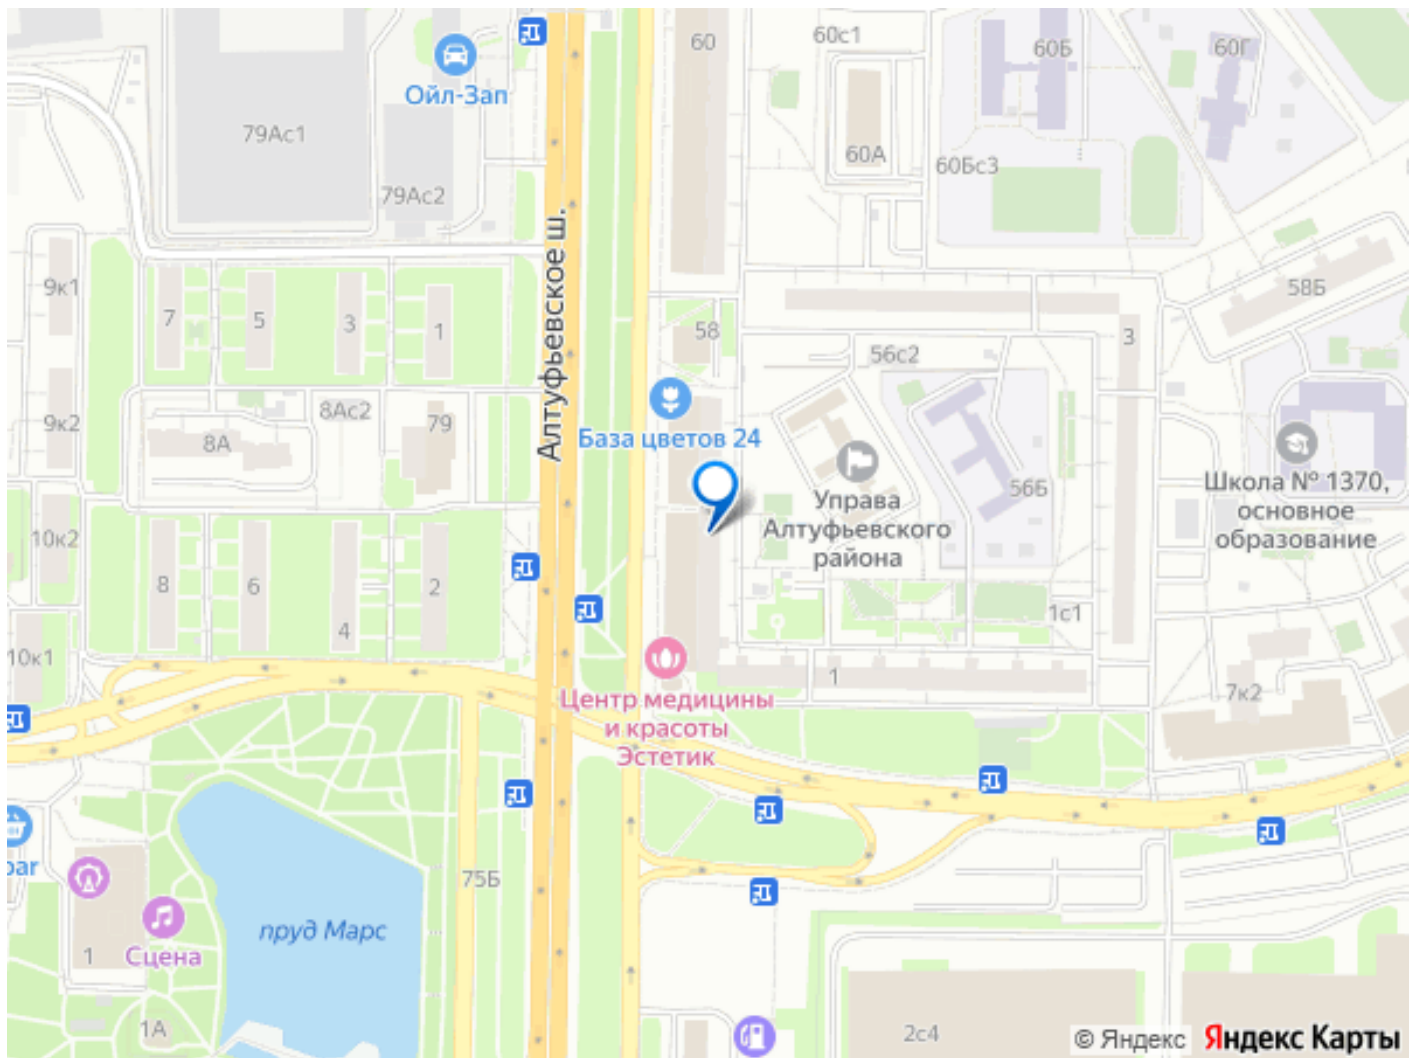 60
60с1
60Б
60Г
Ойл-Зап
79Ас1
60А
60Бс3
79Ас2
Алтуфьевское ш.
9к1
58Б
7
5
3
1
58
3
56с2
8Ас2
9к2
79
8А
База цветов 24
Управа
Алтуфьевского
района
56Б
Школа № 1370,
основное
образование
10к2
8
6
4
2
1с1
10к1
1
7к2
Центр медицины
и красоты
Эстетик
bar
75Б
пруд Марс
Сцена
1
1А
2с4
© Яндекс
Яндекс Карты